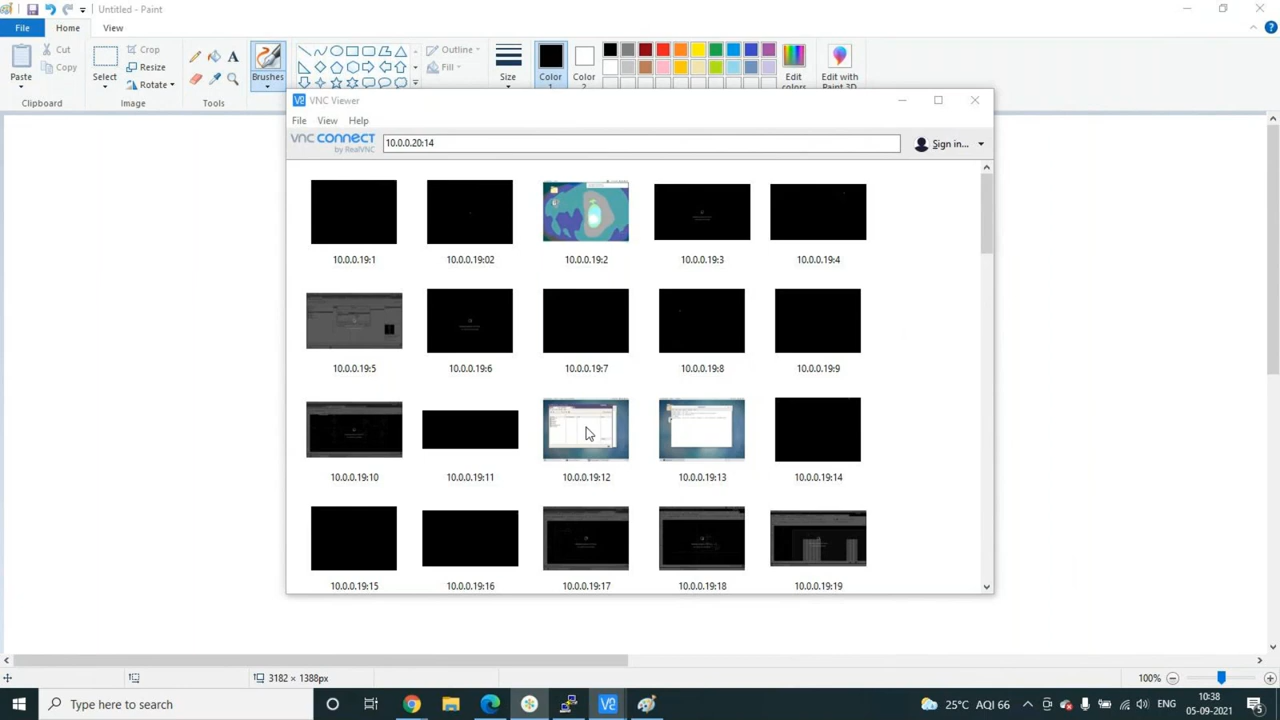 Untitled - Paint
File
Home
View
Paste
Cut
Copy
Clipboard
Select
Crop
Resize
Rotate
Image
A
Tools
Brushes
Outline
Fill
Size
Color
1
Color
2
Edit
colors
Edit with
Paint 3D
VNC Viewer
File View Help
VNC CONNECT
by RealVNC
10.0.0.20:14
Sign in...
10.0.0.19:1
10.0.0.19:02
10.0.0.19:2
10.0.0.19:3
10.0.0.19:4
10.0.0.19:5
10.0.0.19:6
10.0.0.19:7
10.0.0.19:8
10.0.0.19:9
10.0.0.19:10
10.0.0.19:11
10.0.0.19:12
10.0.0.19:13
10.0.0.19:14
10.0.0.19:15
10.0.0.19:16
10.0.0.19:17
10.0.0.19:18
10.0.0.19:19
3182 × 1388px
100%
Type here to search
25°C AQI 66
ENG
10:38
05-09-2021